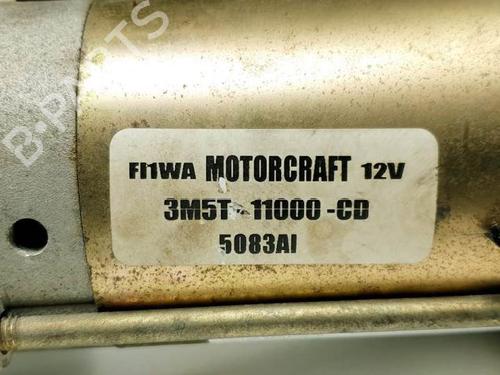 B-PARTS
FI1WA MOTORCRAFT 12V
3M5T-11000-CD
5083AI